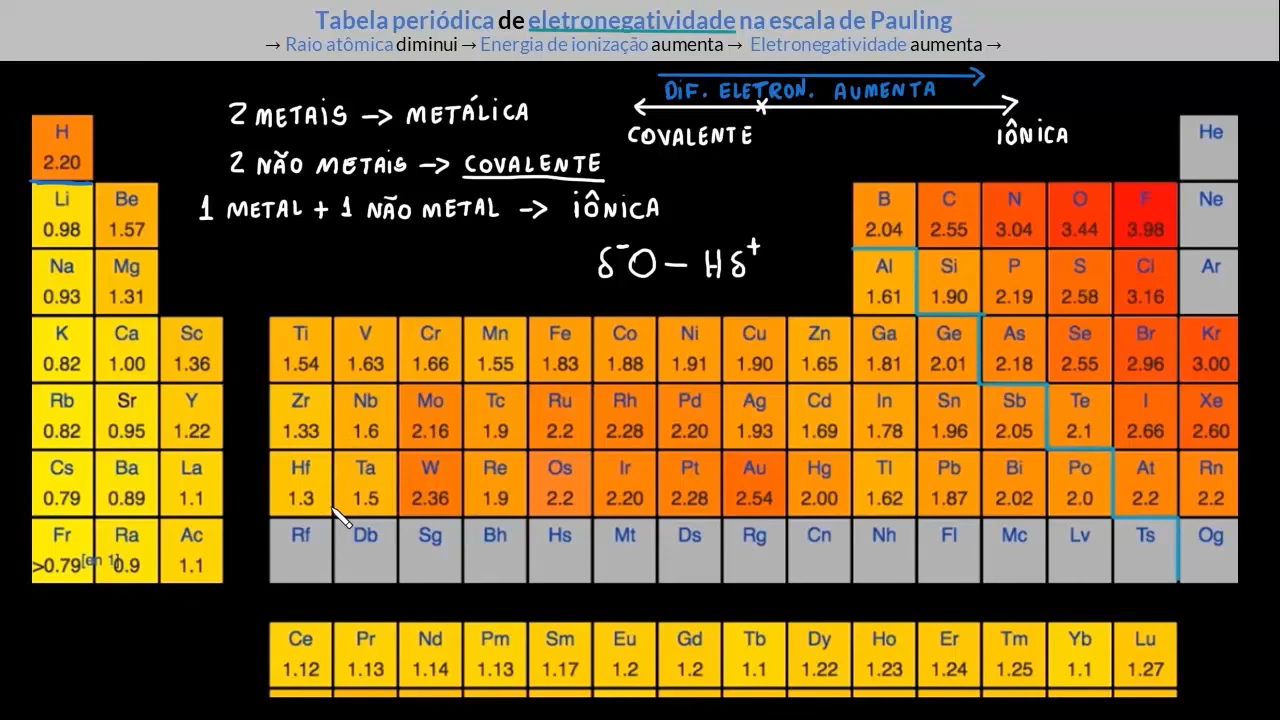 Tabela periódica de eletronegatividade na escala de Pauling
→ Raio atômica diminui → Energia de ionização aumenta → Eletronegatividade aumenta →
DIF. ELETRON. AUMENTA
2 METAIS → METÁLICA
COVALENTE IÔNICA
2 NÃO METAIS → COVALENTE
1 METAL + 1 NÃO METAL → IÔNICA
δ⁻O – Hδ⁺
H He
2.20
Li Be B C N O F Ne
0.98 1.57 2.04 2.55 3.04 3.44 3.98
Na Mg Al Si P S Cl Ar
0.93 1.31 1.61 1.90 2.19 2.58 3.16
K Ca Sc Ti V Cr Mn Fe Co Ni Cu Zn Ga Ge As Se Br Kr
0.82 1.00 1.36 1.54 1.63 1.66 1.55 1.83 1.88 1.91 1.90 1.65 1.81 2.01 2.18 2.55 2.96 3.00
Rb Sr Y Zr Nb Mo Tc Ru Rh Pd Ag Cd In Sn Sb Te I Xe
0.82 0.95 1.22 1.33 1.6 2.16 1.9 2.2 2.28 2.20 1.93 1.69 1.78 1.96 2.05 2.1 2.66 2.60
Cs Ba La Hf Ta W Re Os Ir Pt Au Hg Tl Pb Bi Po At Rn
0.79 0.89 1.1 1.3 1.5 2.36 1.9 2.2 2.20 2.28 2.54 2.00 1.62 1.87 2.02 2.0 2.2 2.2
Fr Ra Ac Rf Db Sg Bh Hs Mt Ds Rg Cn Nh Fl Mc Lv Ts Og
>0.79[en 1] 0.9 1.1
Ce Pr Nd Pm Sm Eu Gd Tb Dy Ho Er Tm Yb Lu
1.12 1.13 1.14 1.13 1.17 1.2 1.2 1.1 1.22 1.23 1.24 1.25 1.1 1.27